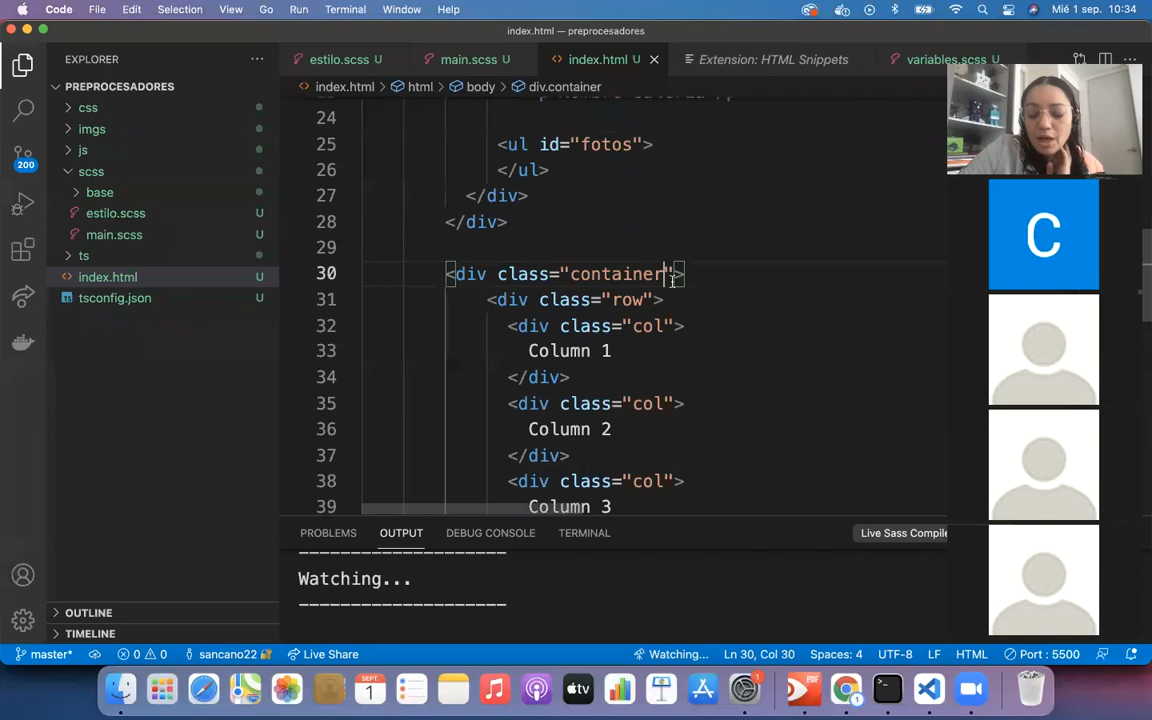 Code File Edit Selection View Go Run Terminal Window Help Mié 1 sep. 10:34
index.html — preprocesadores
EXPLORER
estilo.scss U
main.scss U
index.html U
Extension: HTML Snippets
variables.scss U
PREPROCESADORES
css
imgs
js
scss
base
estilo.scss U
main.scss U
ts
index.html U
tsconfig.json U
200
index.html > html > body > div.container
24
25 <ul id="fotos">
26 </ul>
27 </div>
28 </div>
29
30 <div class="container">
31 <div class="row">
32 <div class="col">
33 Column 1
34 </div>
35 <div class="col">
36 Column 2
37 </div>
38 <div class="col">
39 Column 3
C
PROBLEMS OUTPUT DEBUG CONSOLE TERMINAL Live Sass Compile
--------------------
Watching...
--------------------
OUTLINE
TIMELINE
master* 0 0 sancano22 Live Share Watching... Ln 30, Col 30 Spaces: 4 UTF-8 LF HTML Port : 5500
SEPT.
1
tv
1
PDF
1